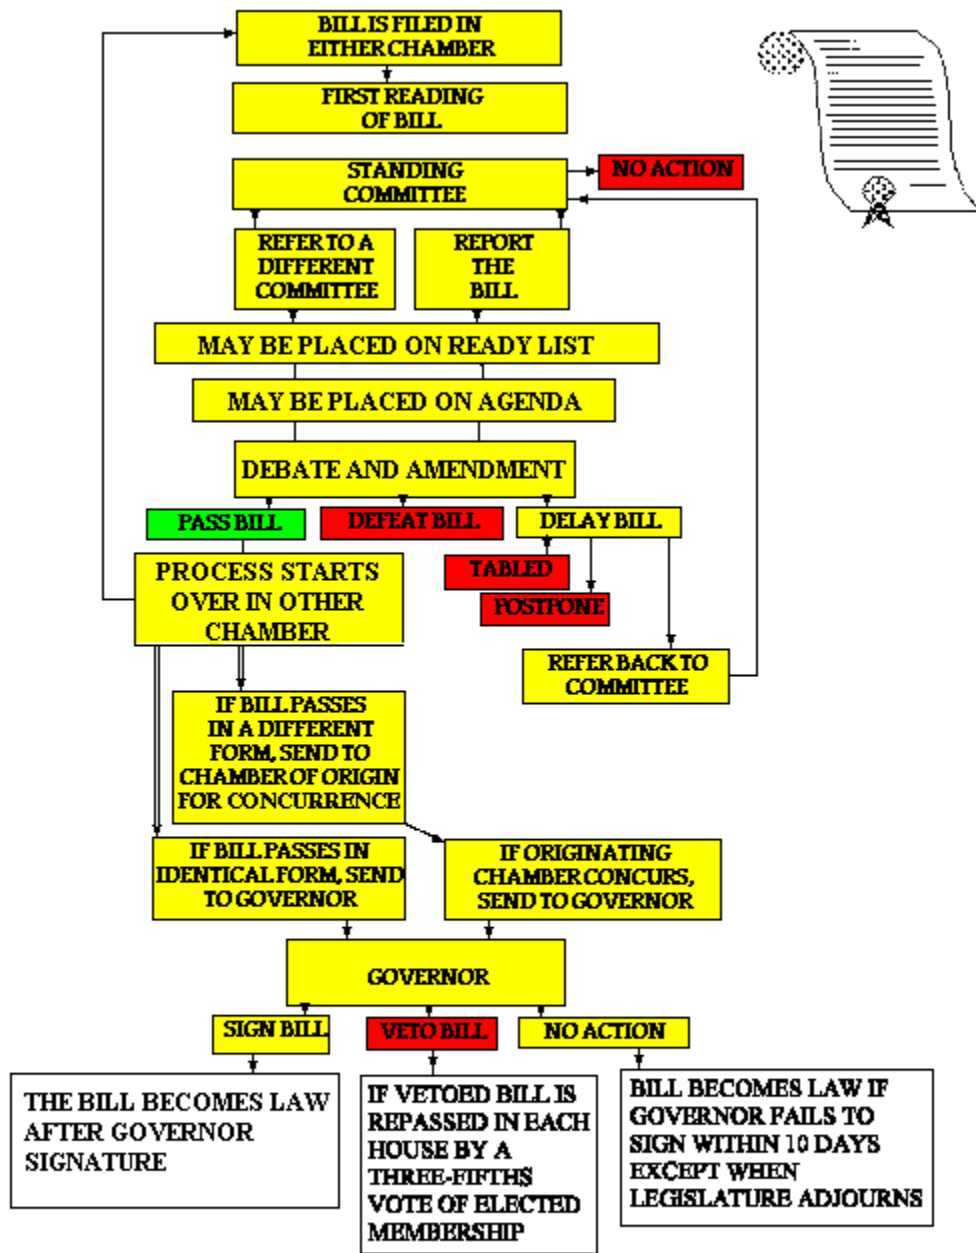 BILL IS FILED IN
EITHER CHAMBER
FIRST READING
OF BILL
STANDING
COMMITTEE
NO ACTION
REFER TO A
DIFFERENT
COMMITTEE
REPORT
THE
BILL
MAY BE PLACED ON READY LIST
MAY BE PLACED ON AGENDA
DEBATE AND AMENDMENT
PASS BILL
DEFEAT BILL
DELAY BILL
TABLED
POSTPONE
PROCESS STARTS
OVER IN OTHER
CHAMBER
REFER BACK TO
COMMITTEE
IF BILL PASSES
IN A DIFFERENT
FORM, SEND TO
CHAMBER OF ORIGIN
FOR CONCURRENCE
IF BILL PASSES IN
IDENTICAL FORM, SEND
TO GOVERNOR
IF ORIGINATING
CHAMBER CONCURS,
SEND TO GOVERNOR
GOVERNOR
SIGN BILL
VETO BILL
NO ACTION
THE BILL BECOMES LAW
AFTER GOVERNOR
SIGNATURE
IF VETOED BILL IS
REPASSED IN EACH
HOUSE BY A
THREE-FIFTHS
VOTE OF ELECTED
MEMBERSHIP
BILL BECOMES LAW IF
GOVERNOR FAILS TO
SIGN WITHIN 10 DAYS
EXCEPT WHEN
LEGISLATURE ADJOURNS